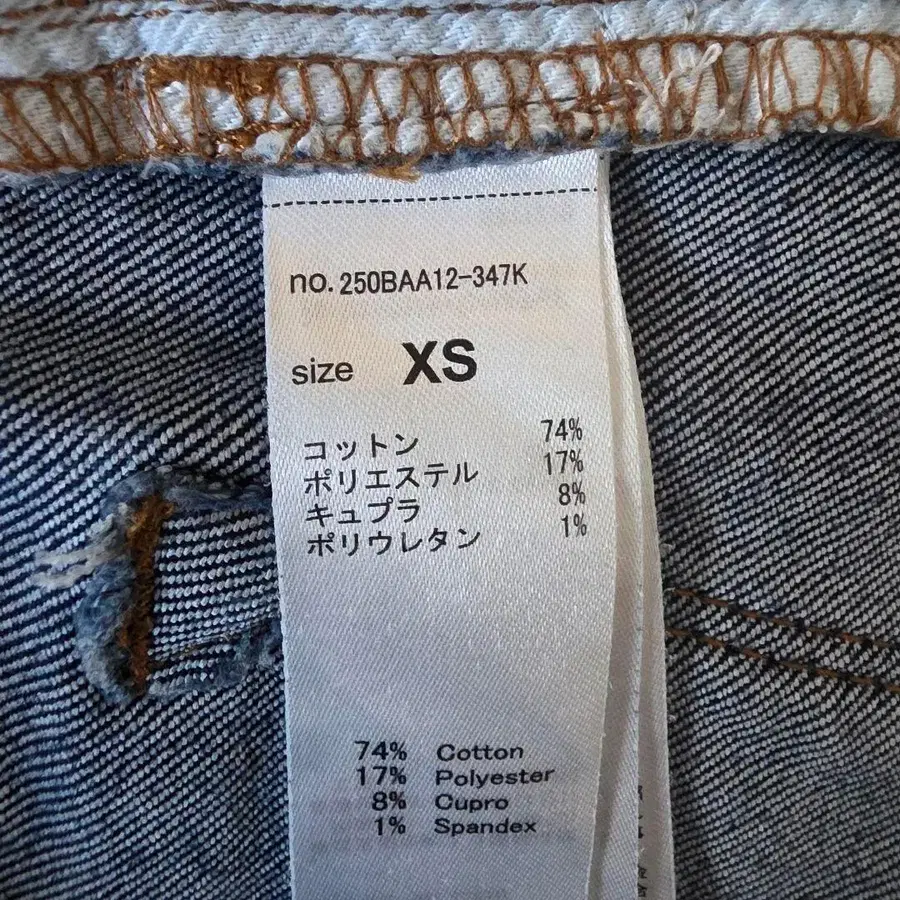 no. 250BAA12-347K
size XS
コットン 74%
ポリエステル 17%
キュプラ 8%
ポリウレタン 1%
74% Cotton
17% Polyester
8% Cupro
1% Spandex